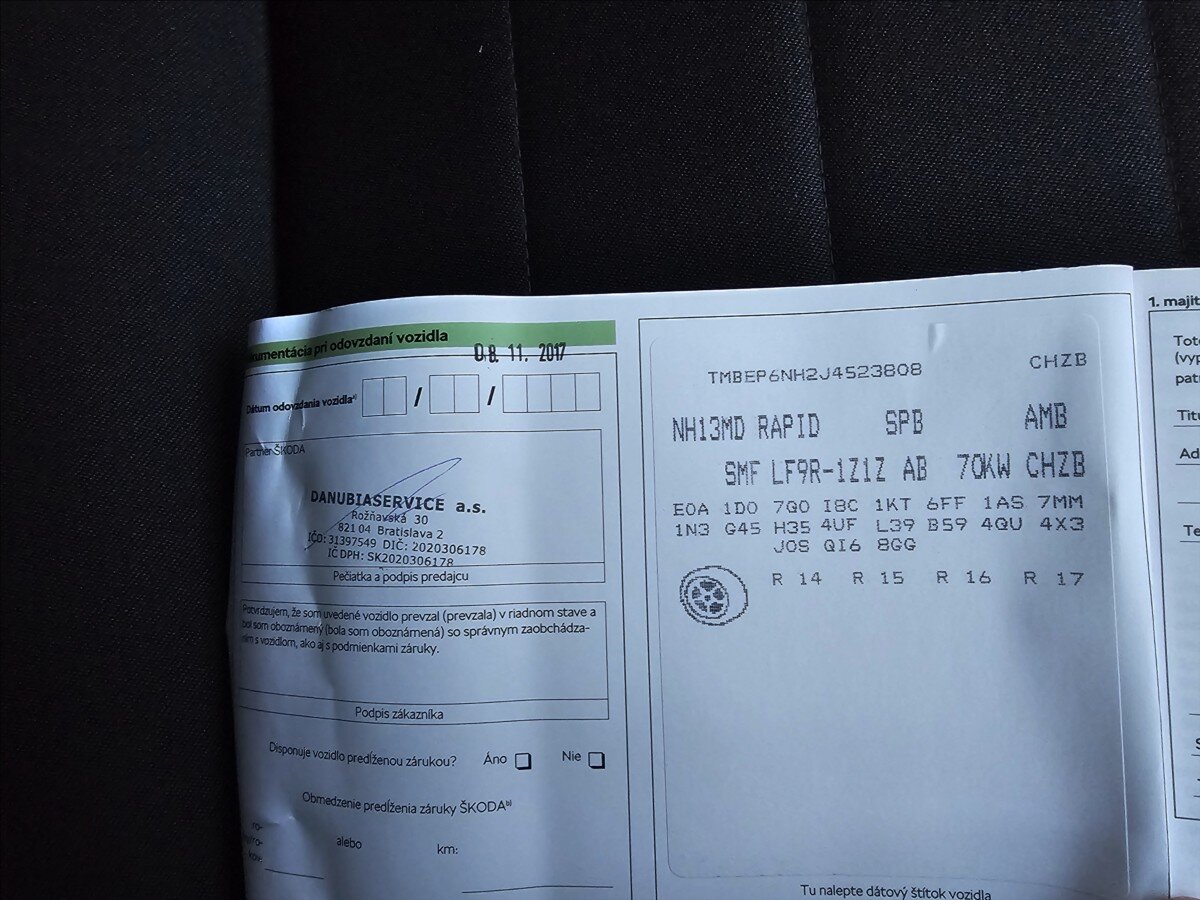 Dokumentácia pri odovzdaní vozidla
08. 11. 2017
Dátum odovzdania vozidla a)
/ /
Partner ŠKODA
DANUBIASERVICE a.s.
Rožňavská 30
821 04 Bratislava 2
IČO: 31397549 DIČ: 2020306178
IČ DPH: SK2020306178
Pečiatka a podpis predajcu
Potvrdzujem, že som uvedené vozidlo prevzal (prevzala) v riadnom stave a
bol som oboznámený (bola som oboznámená) so správnym zaobchádza-
ním s vozidlom, ako aj s podmienkami záruky.
Podpis zákazníka
Disponuje vozidlo predĺženou zárukou? Áno Nie
Obmedzenie predĺženia záruky ŠKODA b)
alebo
km:
TMBEP6NH2J4523808 CHZB
NH13MD RAPID SPB AMB
SMF LF9R-1Z1Z AB 70KW CHZB
E0A 1D0 7Q0 I8C 1KT 6FF 1AS 7MM
1N3 G45 H35 4UF L39 B59 4QU 4X3
J0S QI6 8GG
R 14 R 15 R 16 R 17
Tu nalepte dátový štítok vozidla
1. majit
Toto
(vyp
patr
Titu
Ad
Te